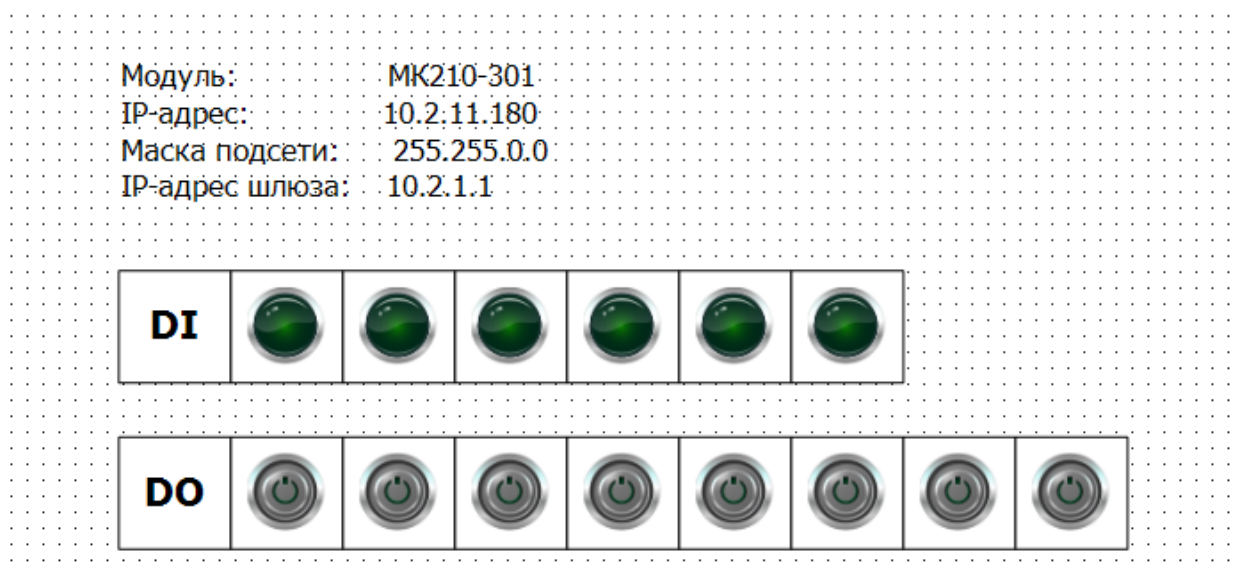 Модуль: МК210-301
IP-адрес: 10.2.11.180
Маска подсети: 255.255.0.0
IP-адрес шлюза: 10.2.1.1
DI
DO